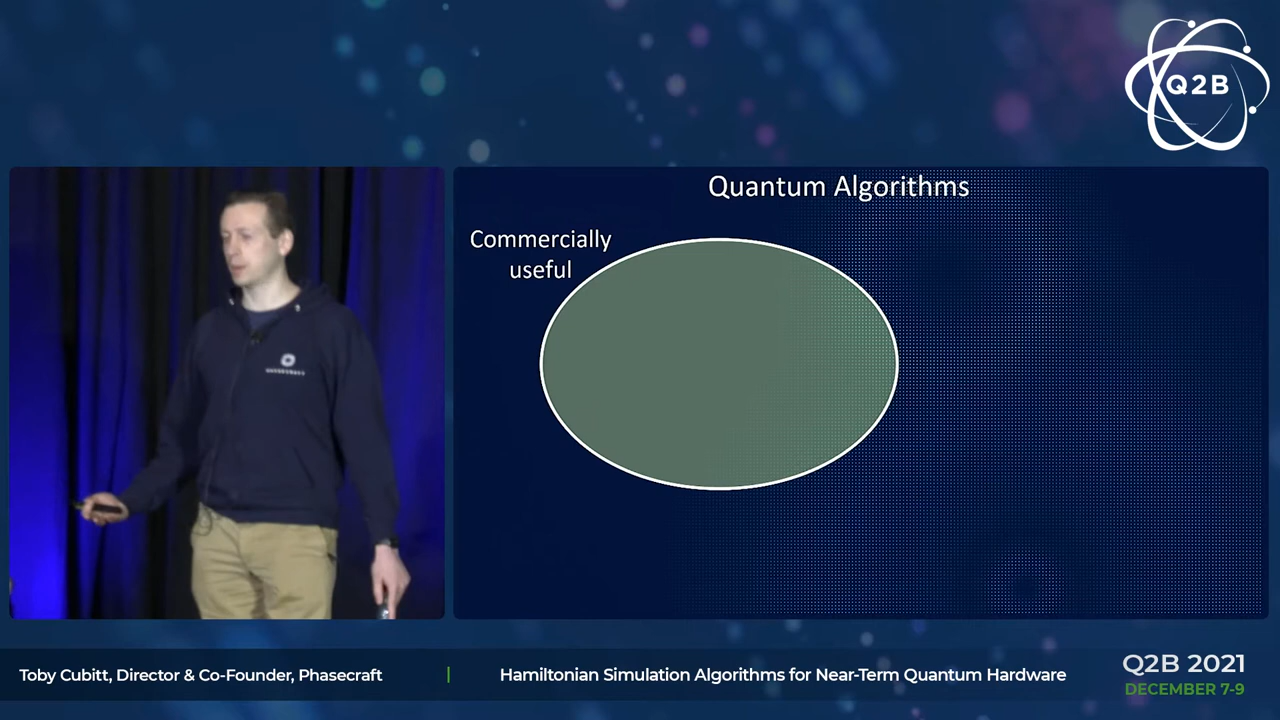 Q2B
Quantum Algorithms
Commercially
useful
Toby Cubitt, Director & Co-Founder, Phasecraft
Hamiltonian Simulation Algorithms for Near-Term Quantum Hardware
Q2B 2021
DECEMBER 7-9